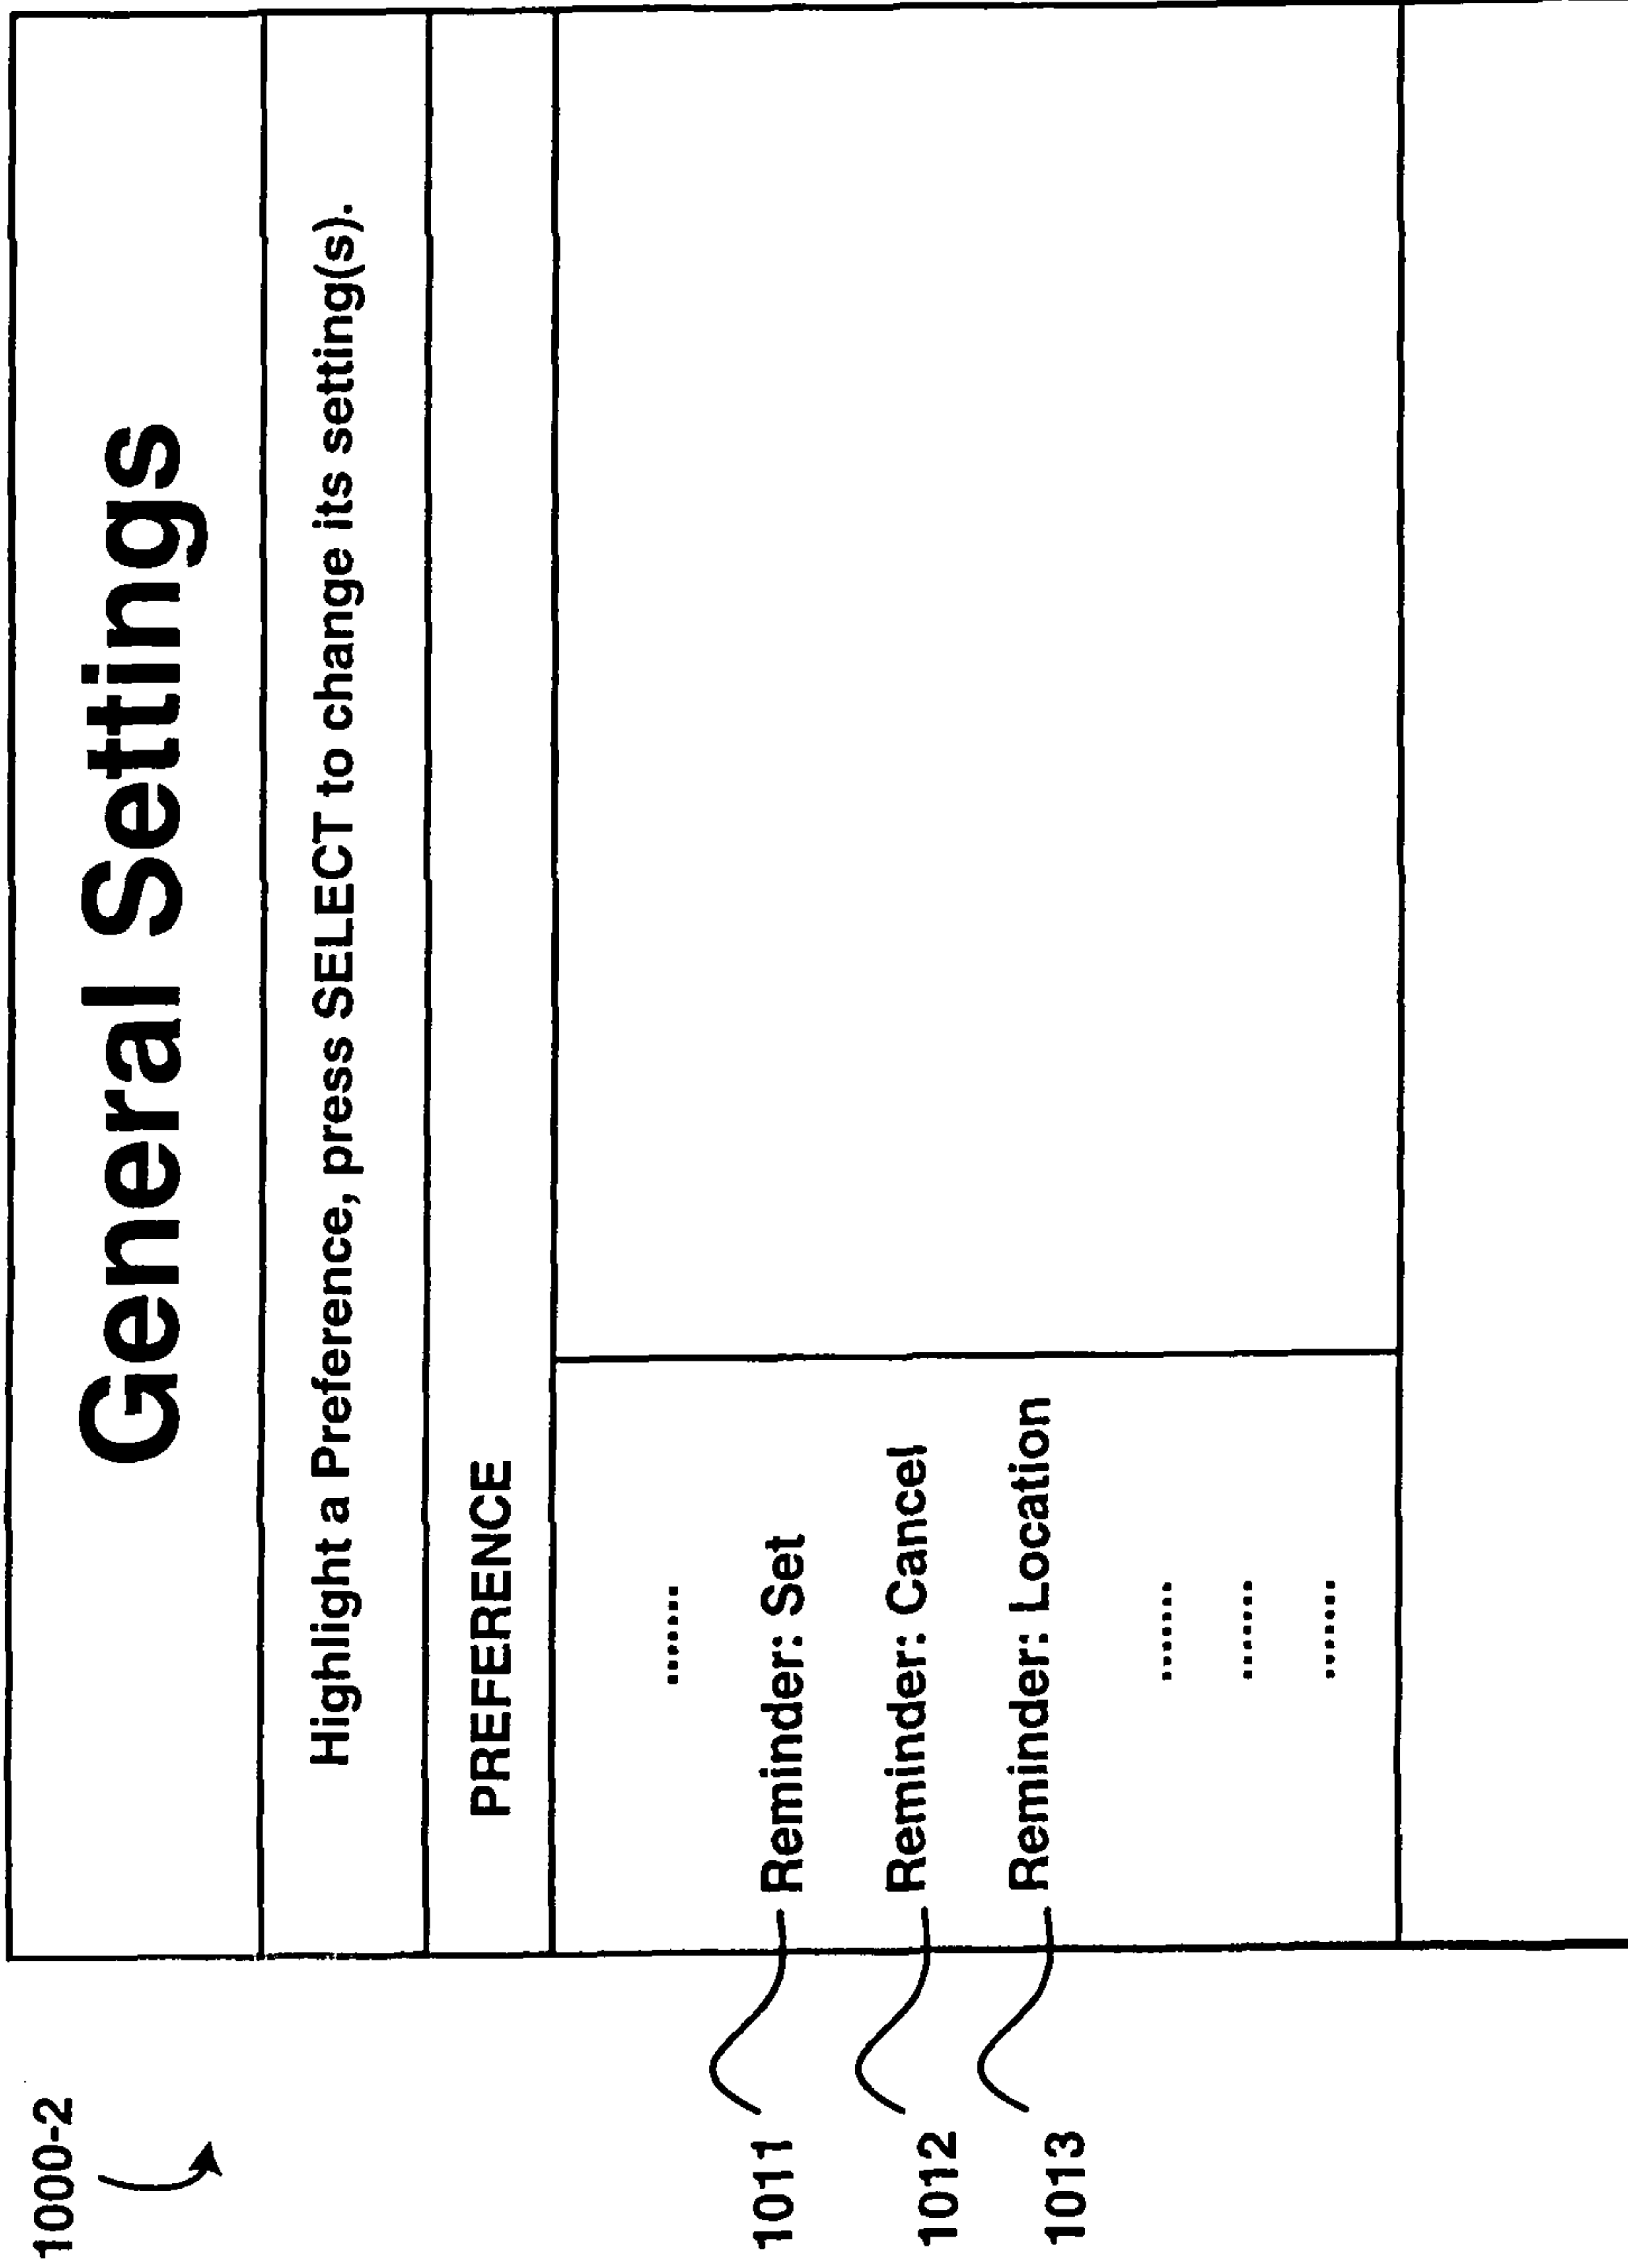 1000-2
General Settings
Highlight a Preference, press SELECT to change its setting(s).
PREFERENCE
.......
1011 Reminder: Set
1012 Reminder: Cancel
1013 Reminder: Location
.......
.......
.......